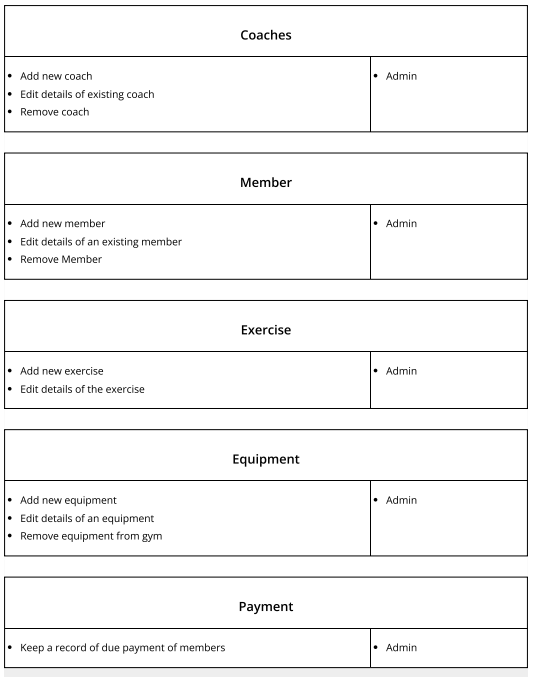 Coaches
• Add new coach
• Edit details of existing coach
• Remove coach
• Admin
Member
• Add new member
• Edit details of an existing member
• Remove Member
• Admin
Exercise
• Add new exercise
• Edit details of the exercise
• Admin
Equipment
• Add new equipment
• Edit details of an equipment
• Remove equipment from gym
• Admin
Payment
• Keep a record of due payment of members
• Admin